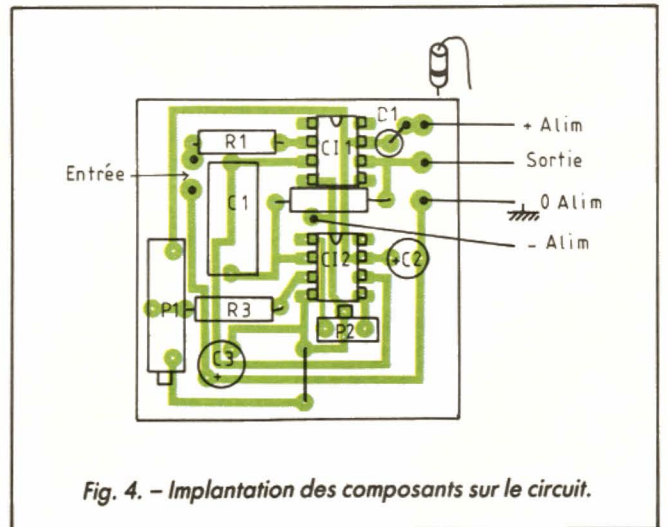 D1
+ Alim
R1
CI1
Sortie
Entrée
C1
0 Alim
- Alim
CI2
+C2
P1
R3
P2
C3
+
Fig. 4. – Implantation des composants sur le circuit.